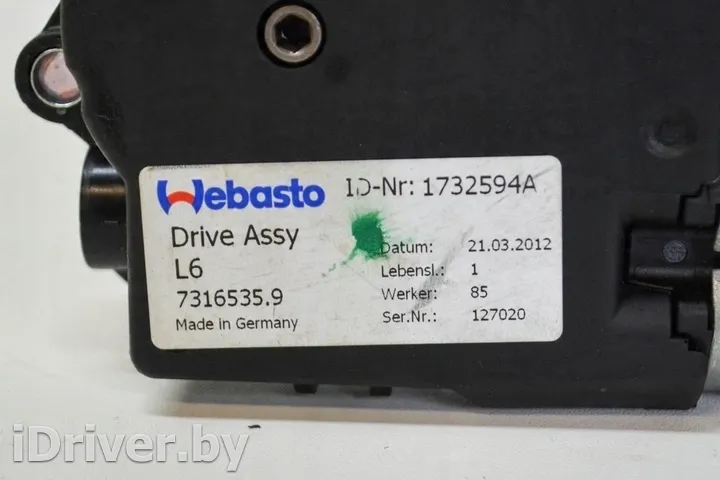 Webasto
ID-Nr: 1732594A
Drive Assy
L6
7316535.9
Made in Germany
Datum: 21.03.2012
Lebensl.: 1
Werker: 85
Ser.Nr.: 127020
iDriver.by